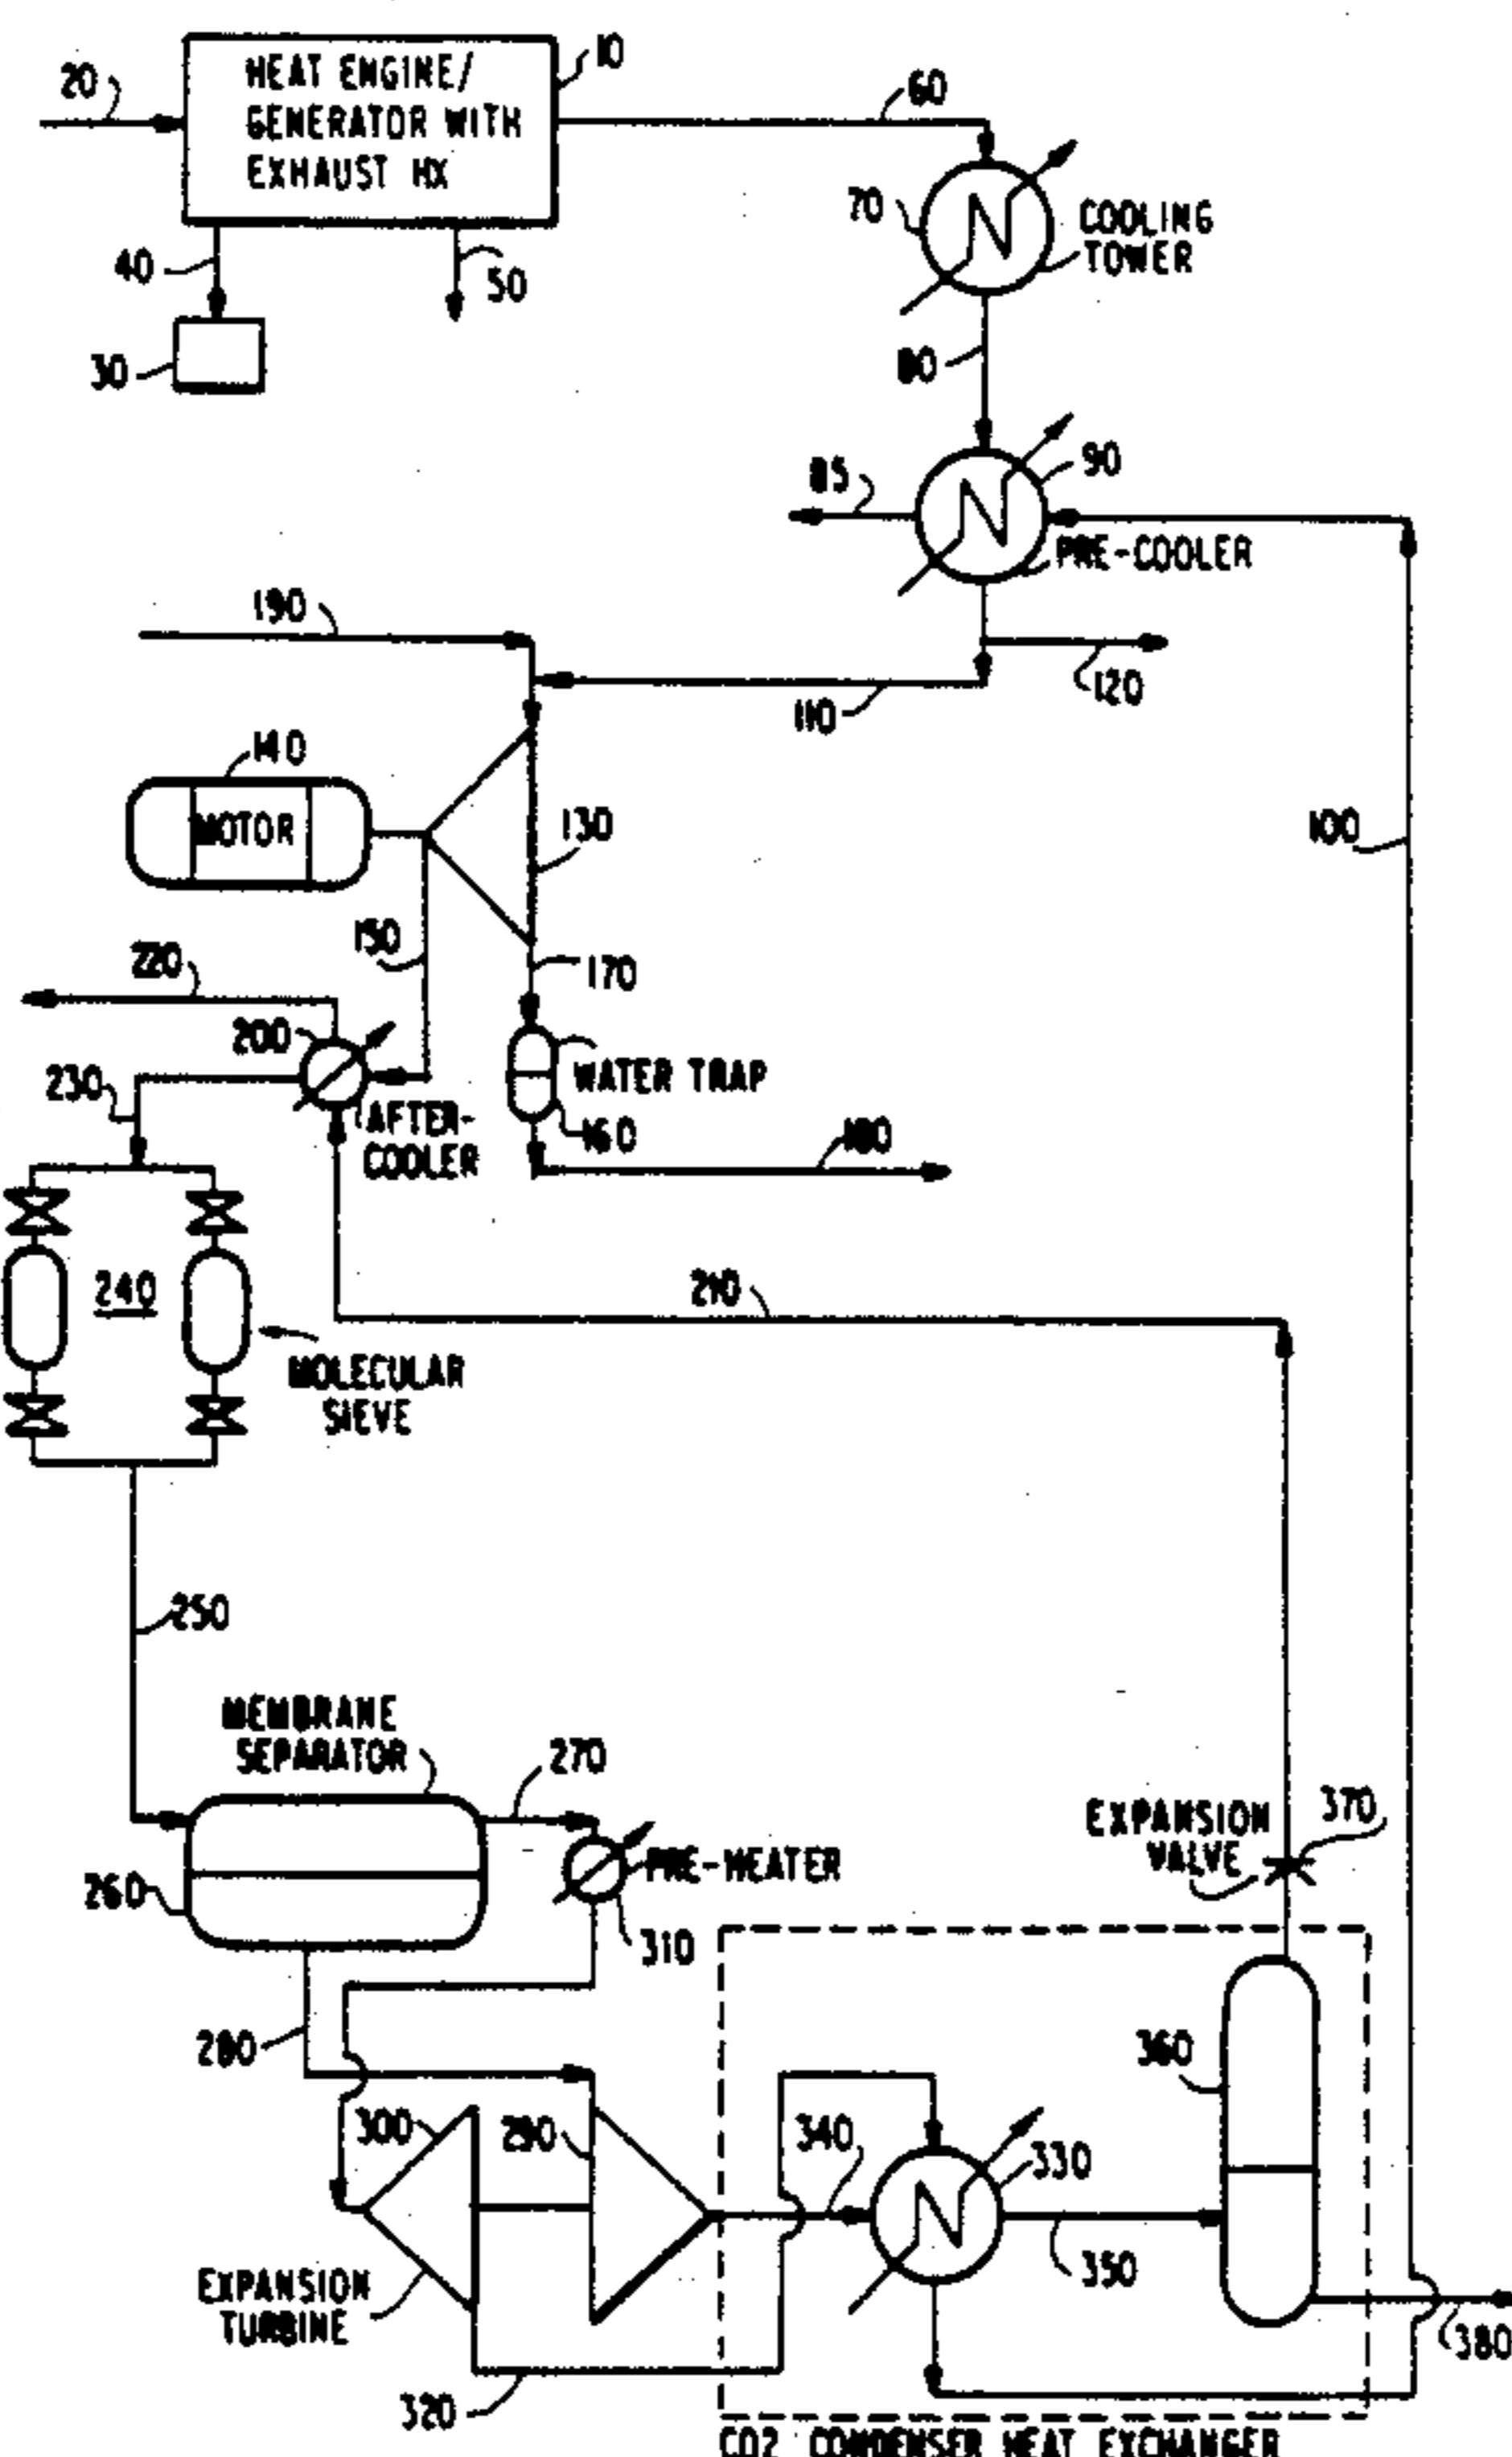 20
HEAT ENGINE/
GENERATOR WITH
EXHAUST HX
10
60
70
COOLING
TOWER
40
50
30
80
85
90
PRE-COOLER
190
110
120
140
MOTOR
130
100
150
170
220
200
WATER TRAP
230
AFTER-
COOLER
160
180
240
210
MOLECULAR
SIEVE
250
MEMBRANE
SEPARATOR
270
EXPANSION
VALVE
370
PRE-HEATER
260
310
280
360
300
290
340
330
350
EXPANSION
TURBINE
380
320
CO2 CONDENSER HEAT EXCHANGER